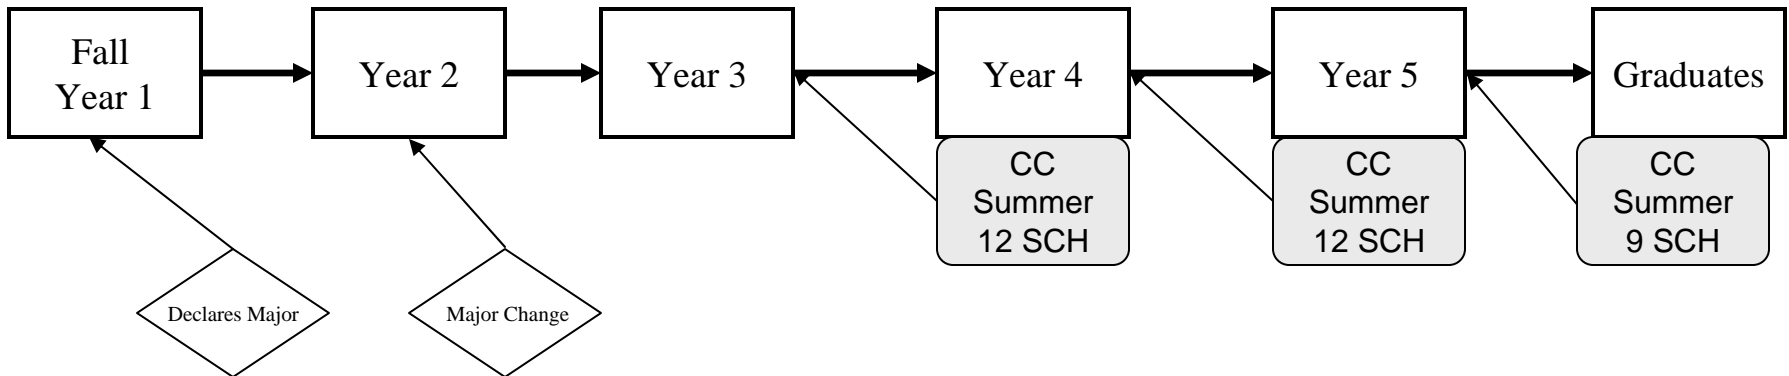 Fall
Year 1
Year 2
Year 3
Year 4
Year 5
Graduates
CC
Summer
12 SCH
CC
Summer
12 SCH
CC
Summer
9 SCH
Declares Major
Major Change